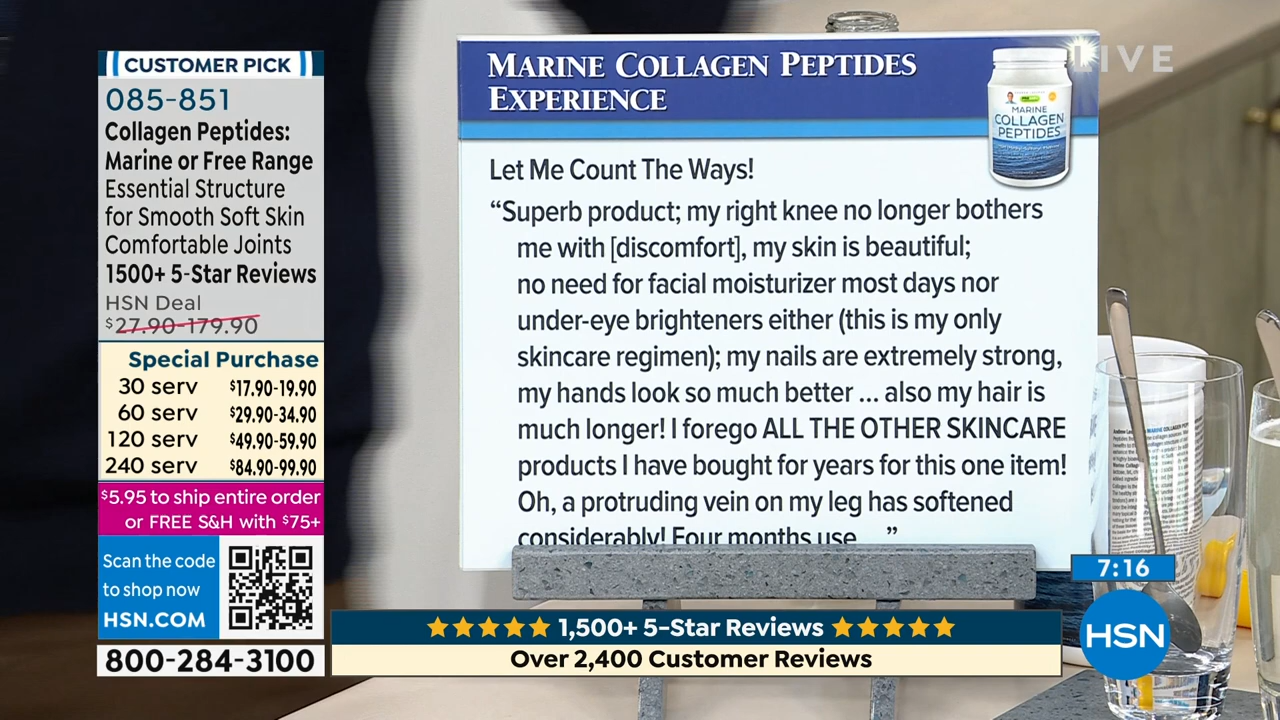 CUSTOMER PICK
085-851
Collagen Peptides:
Marine or Free Range
Essential Structure
for Smooth Soft Skin
Comfortable Joints
1500+ 5-Star Reviews
HSN Deal
$27.90-179.90
Special Purchase
30 serv $17.90-19.90
60 serv $29.90-34.90
120 serv $49.90-59.90
240 serv $84.90-99.90
$5.95 to ship entire order
or FREE S&H with $75+
Scan the code
to shop now
HSN.COM
800-284-3100
MARINE COLLAGEN PEPTIDES
EXPERIENCE
LIVE
MARINE
COLLAGEN
PEPTIDES
Let Me Count The Ways!
“Superb product; my right knee no longer bothers
me with [discomfort], my skin is beautiful;
no need for facial moisturizer most days nor
under-eye brighteners either (this is my only
skincare regimen); my nails are extremely strong,
my hands look so much better ... also my hair is
much longer! I forego ALL THE OTHER SKINCARE
products I have bought for years for this one item!
Oh, a protruding vein on my leg has softened
considerably! Four months use ”
7:16
HSN
1,500+ 5-Star Reviews
Over 2,400 Customer Reviews